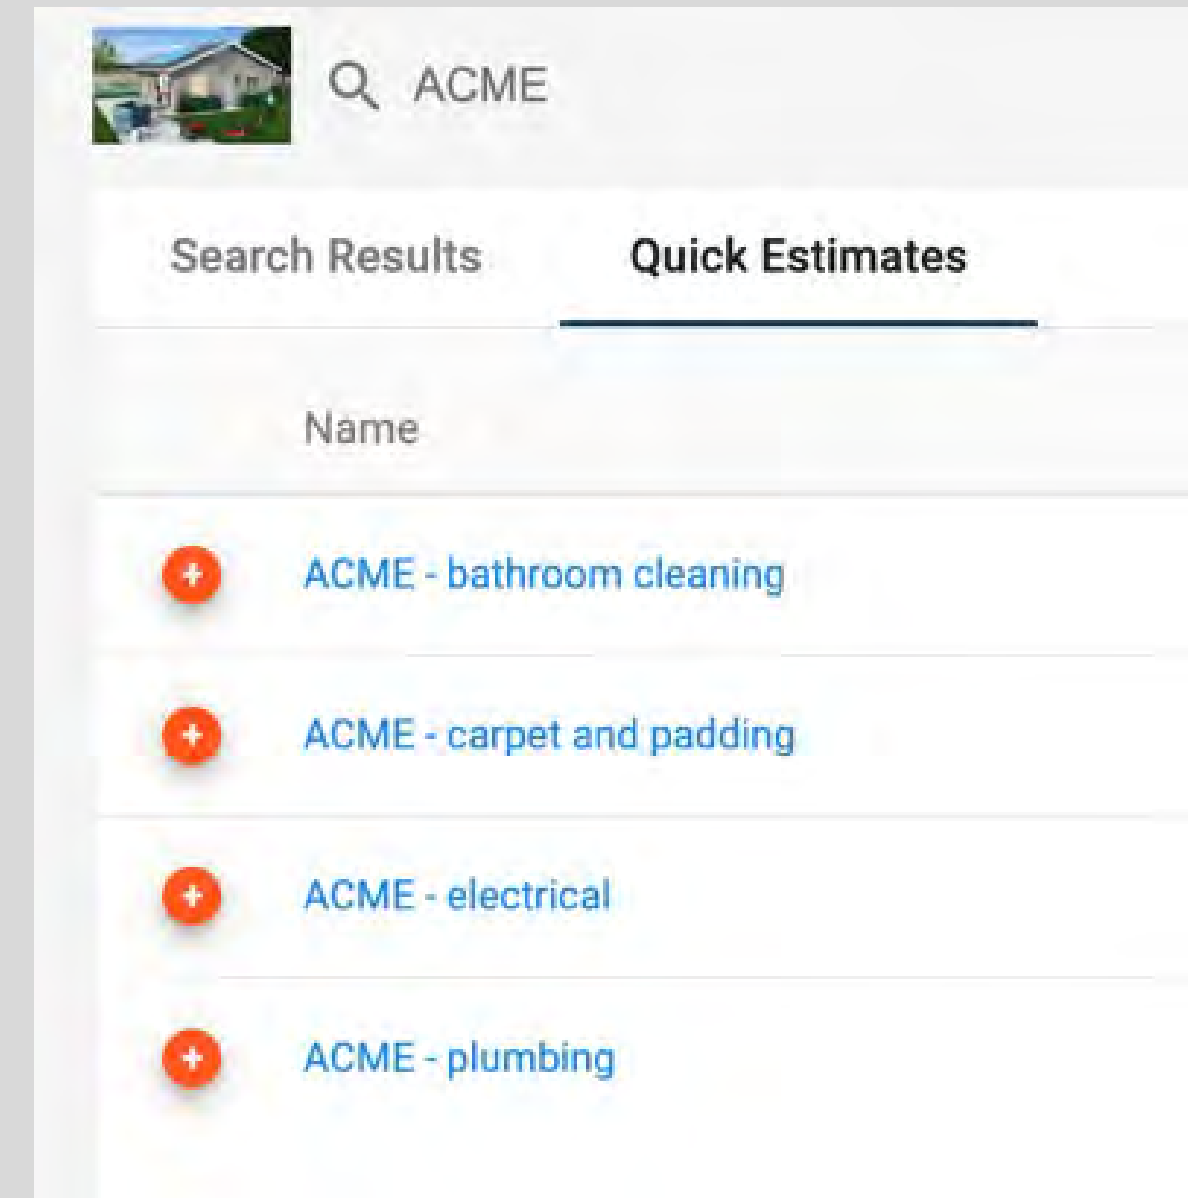 ACME
Search Results Quick Estimates
Name
ACME - bathroom cleaning
ACME - carpet and padding
ACME - electrical
ACME - plumbing